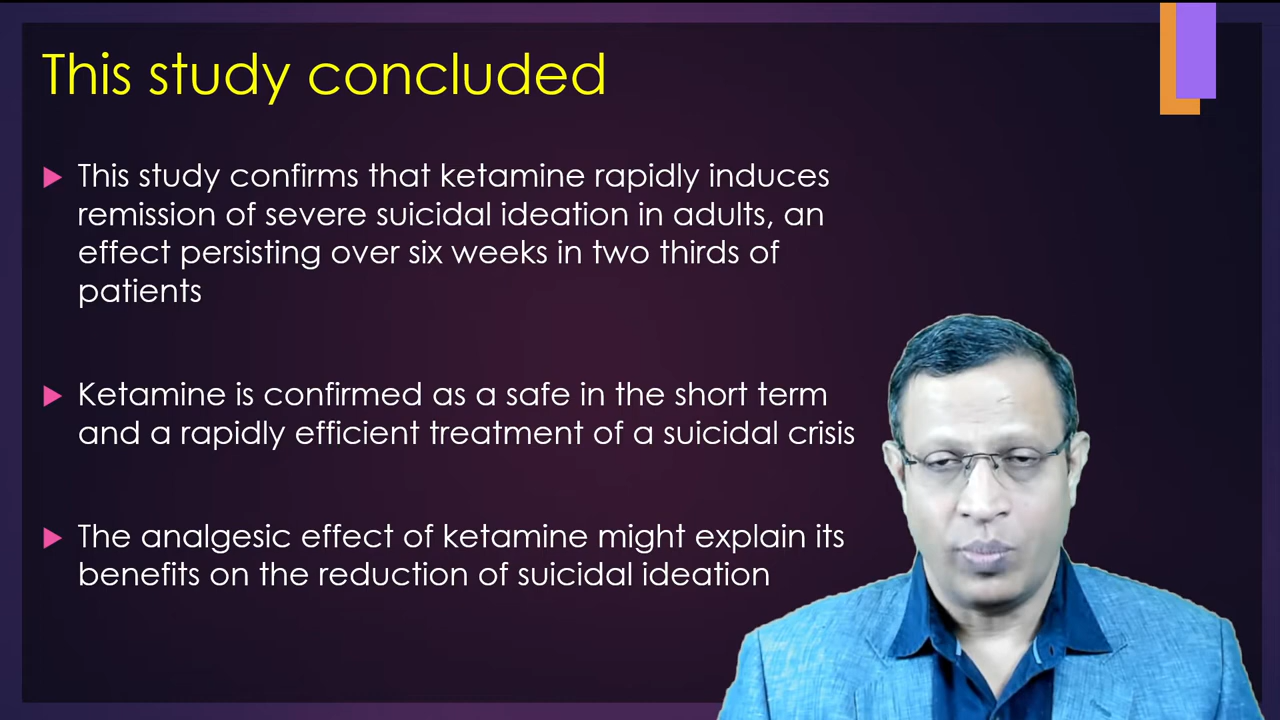 This study concluded
This study confirms that ketamine rapidly induces
remission of severe suicidal ideation in adults, an
effect persisting over six weeks in two thirds of
patients
Ketamine is confirmed as a safe in the short term
and a rapidly efficient treatment of a suicidal crisis
The analgesic effect of ketamine might explain its
benefits on the reduction of suicidal ideation